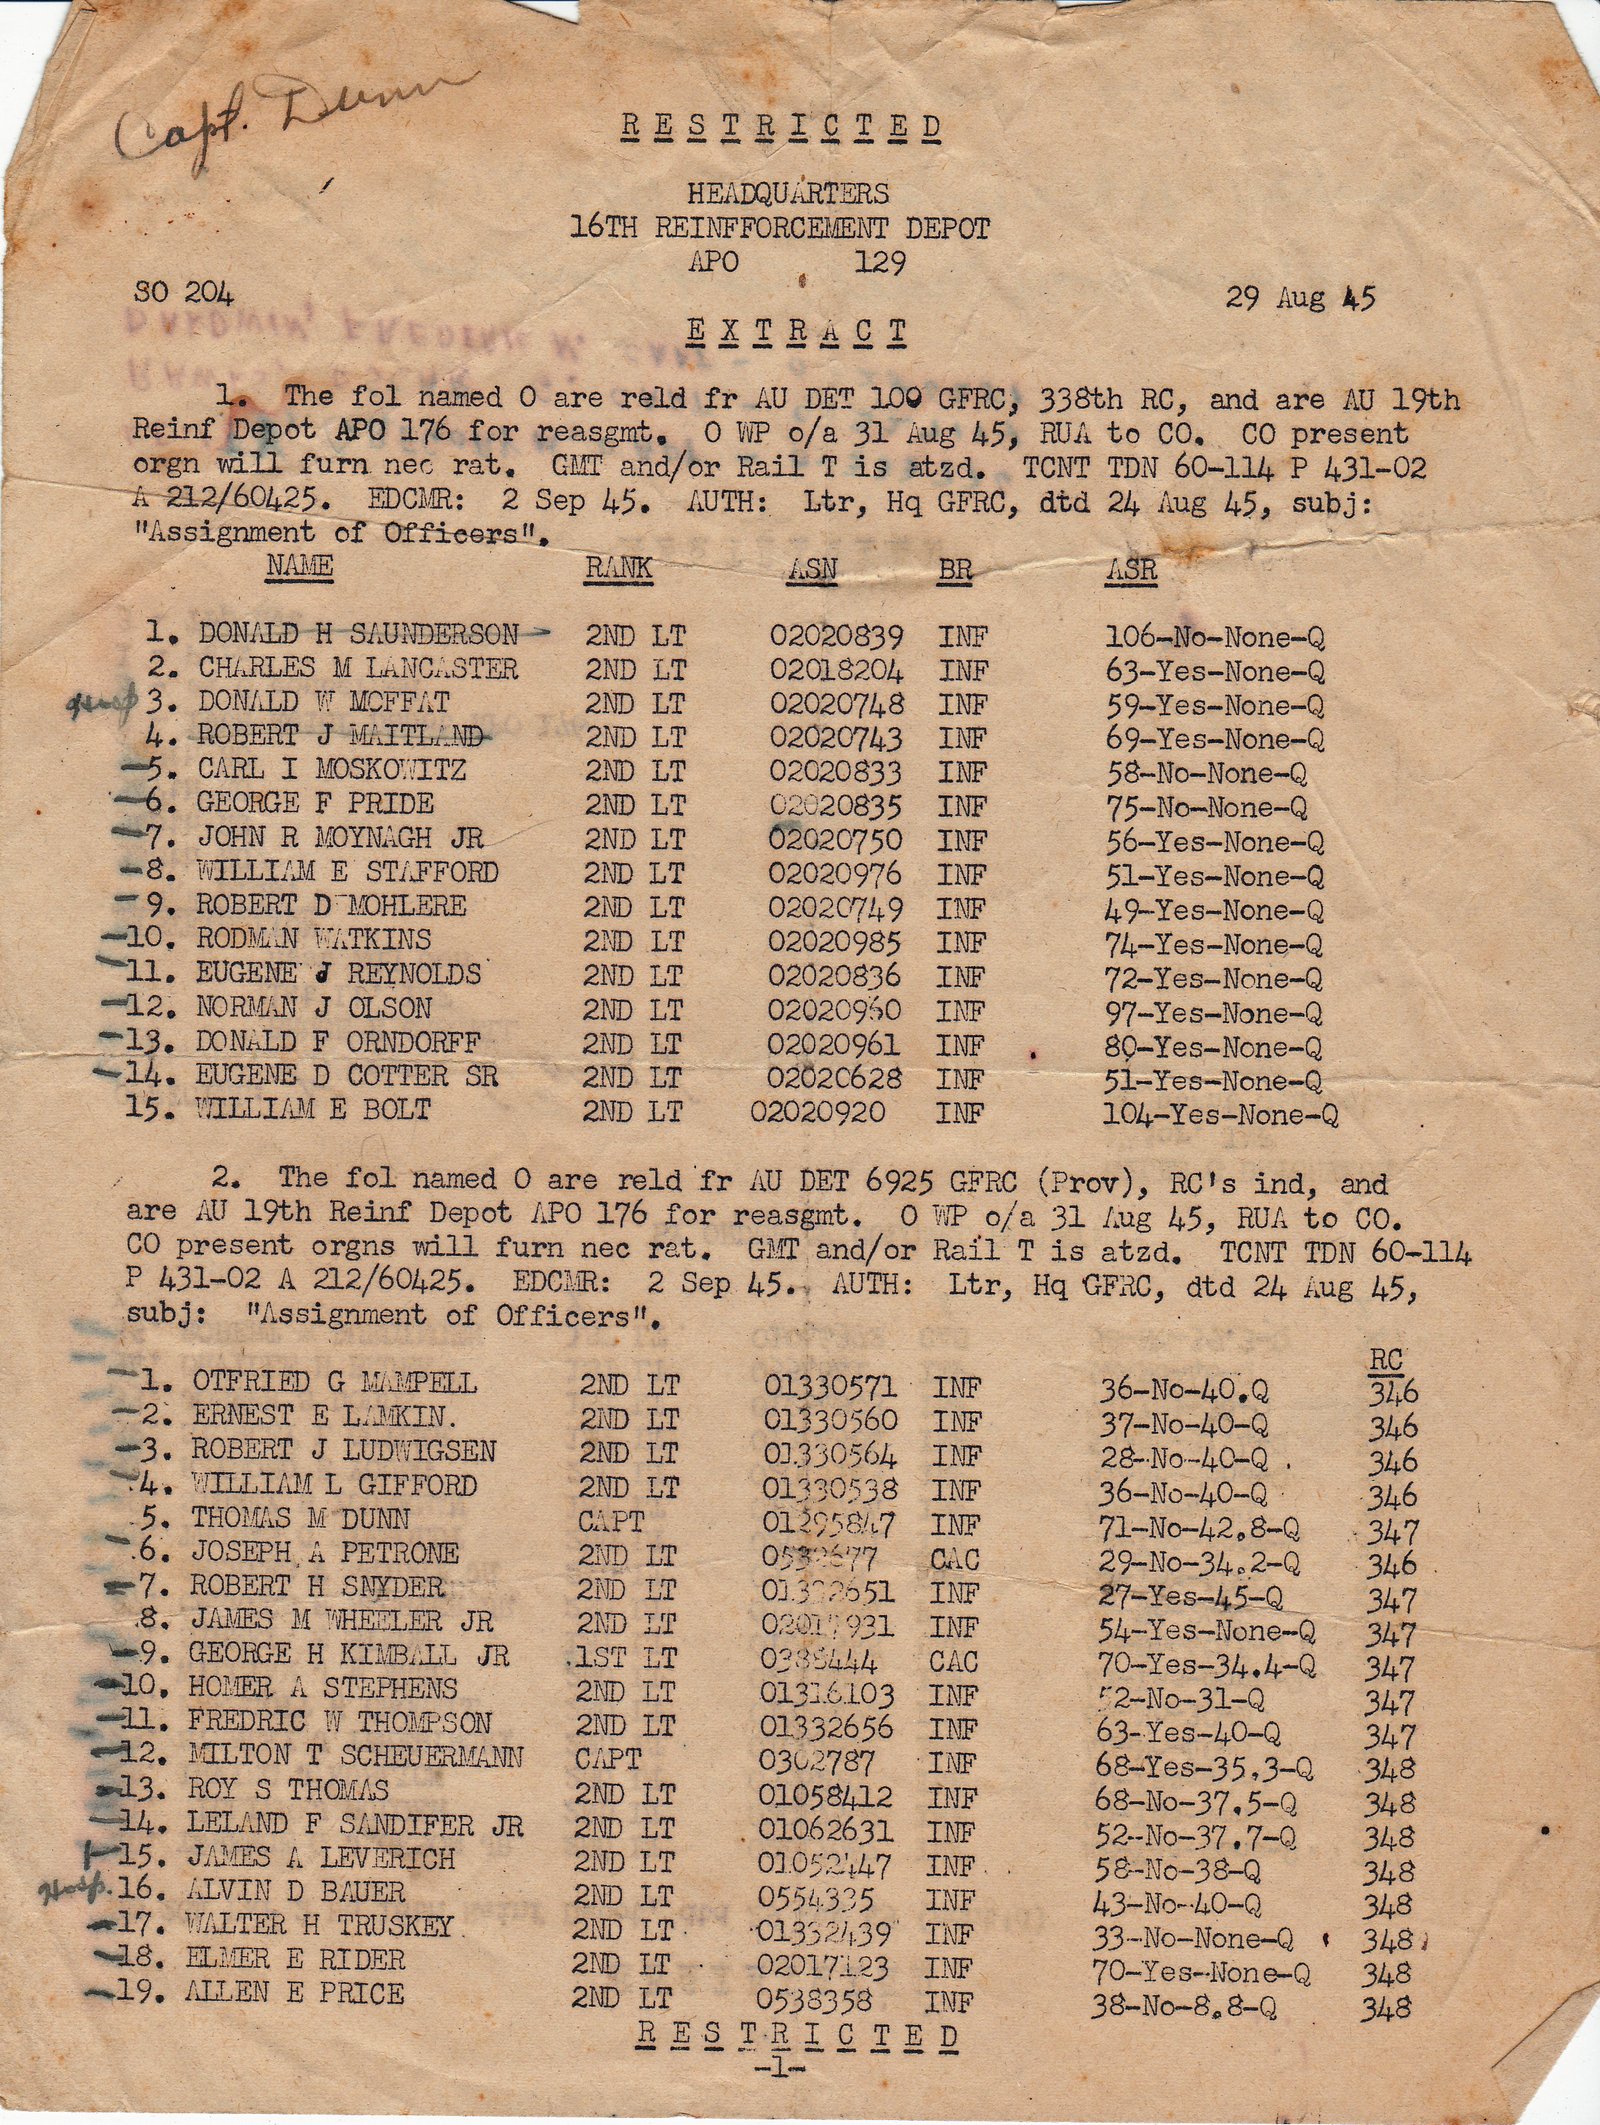 Capt. Dunn
RESTRICTED
HEADQUARTERS
16TH REINFFORCEMENT DEPOT
APO 129
SO 204 29 Aug 45
EXTRACT
1. The fol named O are reld fr AU DET 100 GFRC, 338th RC, and are AU 19th
Reinf Depot APO 176 for reasgmt. O WP o/a 31 Aug 45, RUA to CO. CO present
orgn will furn nec rat. GMT and/or Rail T is atzd. TCNT TDN 60-114 P 431-02
A 212/60425. EDCMR: 2 Sep 45. AUTH: Ltr, Hq GFRC, dtd 24 Aug 45, subj:
"Assignment of Officers".
NAME RANK ASN BR ASR
1. DONALD H SAUNDERSON 2ND LT 02020839 INF 106-No-None-Q
2. CHARLES M LANCASTER 2ND LT 02018204 INF 63-Yes-None-Q
Hosp 3. DONALD W MOFFAT 2ND LT 02020748 INF 59-Yes-None-Q
4. ROBERT J MAITLAND 2ND LT 02020743 INF 69-Yes-None-Q
5. CARL I MOSKOWITZ 2ND LT 02020833 INF 58-No-None-Q
6. GEORGE F PRIDE 2ND LT 02020835 INF 75-No-None-Q
7. JOHN R MOYNAGH JR 2ND LT 02020750 INF 56-Yes-None-Q
8. WILLIAM E STAFFORD 2ND LT 02020976 INF 51-Yes-None-Q
9. ROBERT D MOHLERE 2ND LT 02020749 INF 49-Yes-None-Q
10. RODMAN WATKINS 2ND LT 02020985 INF 74-Yes-None-Q
11. EUGENE J REYNOLDS 2ND LT 02020836 INF 72-Yes-None-Q
12. NORMAN J OLSON 2ND LT 02020960 INF 97-Yes-None-Q
13. DONALD F ORNDORFF 2ND LT 02020961 INF 80-Yes-None-Q
14. EUGENE D COTTER SR 2ND LT 02020628 INF 51-Yes-None-Q
15. WILLIAM E BOLT 2ND LT 02020920 INF 104-Yes-None-Q
2. The fol named O are reld fr AU DET 6925 GFRC (Prov), RC's ind, and
are AU 19th Reinf Depot APO 176 for reasgmt. O WP o/a 31 Aug 45, RUA to CO.
CO present orgns will furn nec rat. GMT and/or Rail T is atzd. TCNT TDN 60-114
P 431-02 A 212/60425. EDCMR: 2 Sep 45. AUTH: Ltr, Hq GFRC, dtd 24 Aug 45,
subj: "Assignment of Officers".
RC
1. OTFRIED G MAMPELL 2ND LT 01330571 INF 36-No-40.Q 346
2. ERNEST E LAMKIN. 2ND LT 01330560 INF 37-No-40-Q 346
3. ROBERT J LUDWIGSEN 2ND LT 01330564 INF 28-No-40-Q 346
4. WILLIAM L GIFFORD 2ND LT 01330538 INF 36-No-40-Q 346
5. THOMAS M DUNN CAPT 01295847 INF 71-No-42.8-Q 347
6. JOSEPH A PETRONE 2ND LT CAC 29-No-34.2-Q 346
7. ROBERT H SNYDER 2ND LT INF 27-Yes-45-Q 347
8. JAMES M WHEELER JR 2ND LT 02017931 INF 54-Yes-None-Q 347
9. GEORGE H KIMBALL JR 1ST LT CAC 70-Yes-34.4-Q 347
10. HOMER A STEPHENS 2ND LT 01316103 INF 52-No-31-Q 347
11. FREDRIC W THOMPSON 2ND LT 01332656 INF 63-Yes-40-Q 347
12. MILTON T SCHEUERMANN CAPT 0302787 INF 68-Yes-35.3-Q 348
13. ROY S THOMAS 2ND LT 01058412 INF 68-No-37.5-Q 348
14. LELAND F SANDIFER JR 2ND LT 01062631 INF 52-No-37.7-Q 348
15. JAMES A LEVERICH 2ND LT 01052447 INF 58-No-38-Q 348
Hosp. 16. ALVIN D BAUER 2ND LT 0554335 INF 43-No-40-Q 348
17. WALTER H TRUSKEY 2ND LT 01332439 INF 33-No-None-Q 348
18. ELMER E RIDER 2ND LT 02017123 INF 70-Yes-None-Q 348
19. ALLEN E PRICE 2ND LT 0538358 INF 38-No-8.8-Q 348
RESTRICTED
-1-